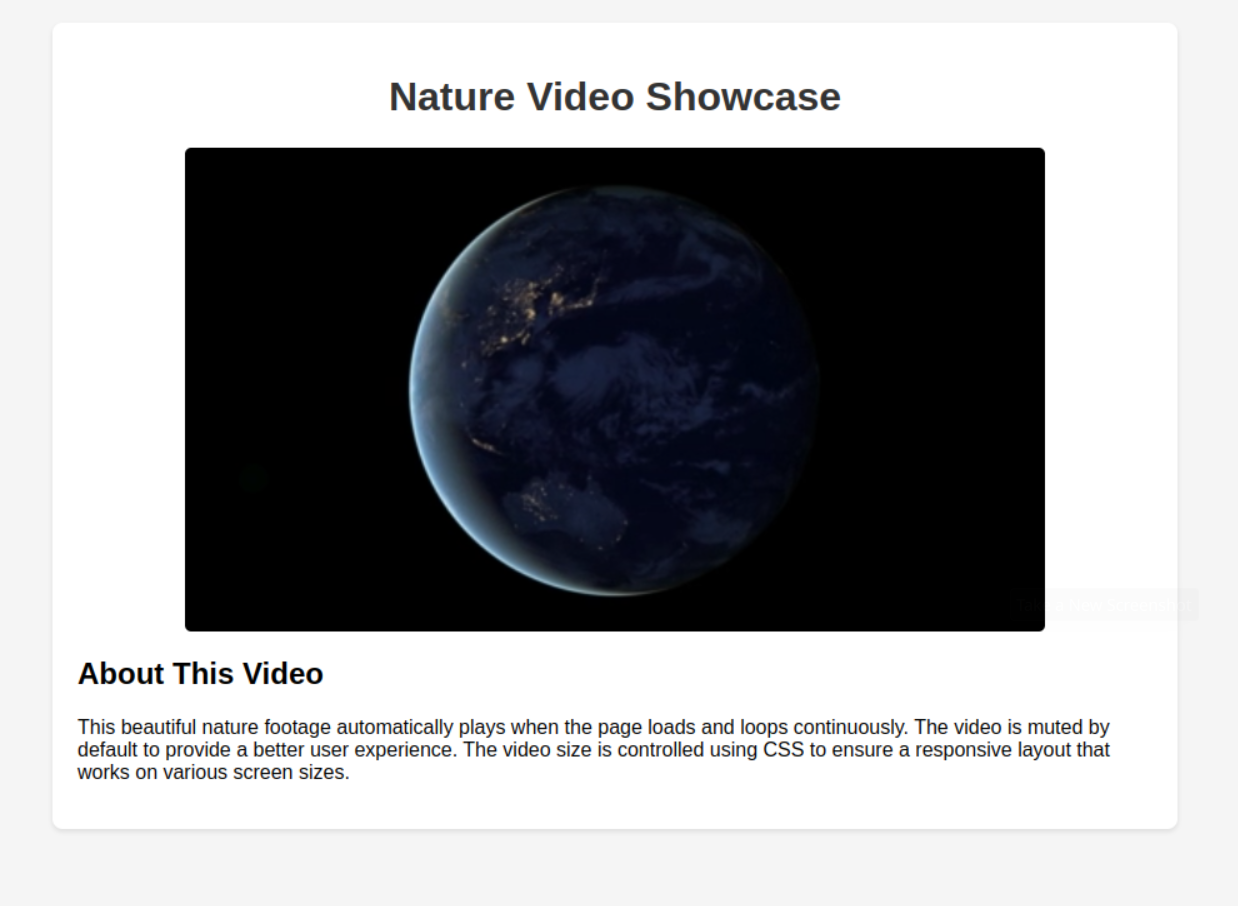 Nature Video Showcase
About This Video
This beautiful nature footage automatically plays when the page loads and loops continuously. The video is muted by
default to provide a better user experience. The video size is controlled using CSS to ensure a responsive layout that
works on various screen sizes.